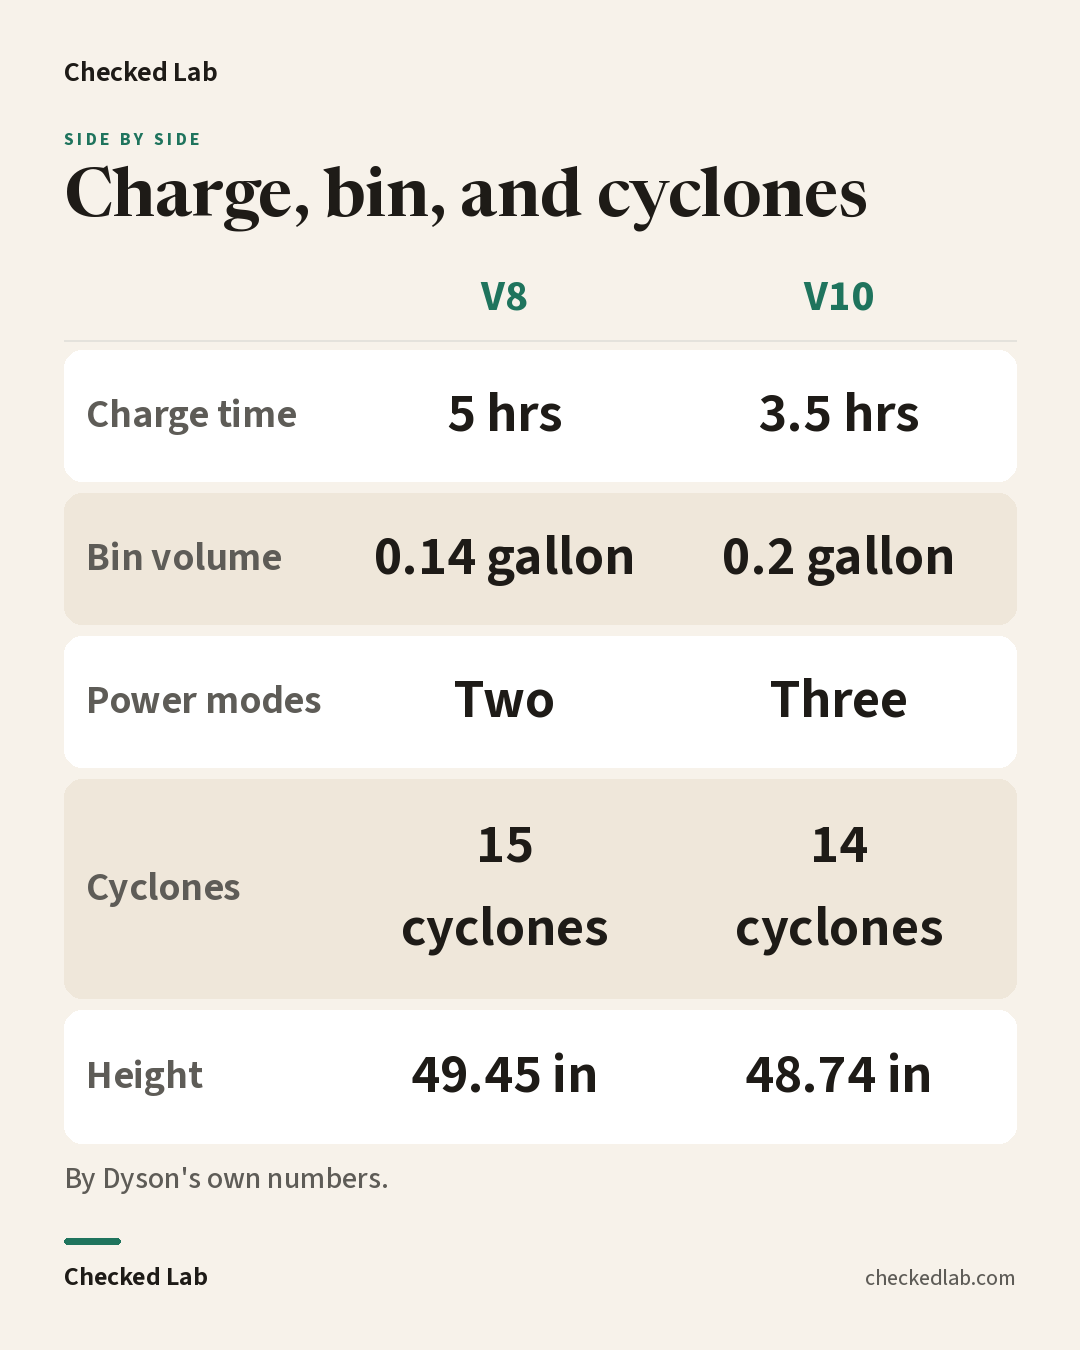 Checked Lab
SIDE BY SIDE
Charge, bin, and cyclones
V8 V10
Charge time 5 hrs 3.5 hrs
Bin volume 0.14 gallon 0.2 gallon
Power modes Two Three
Cyclones 15 cyclones 14 cyclones
Height 49.45 in 48.74 in
By Dyson's own numbers.
Checked Lab checkedlab.com